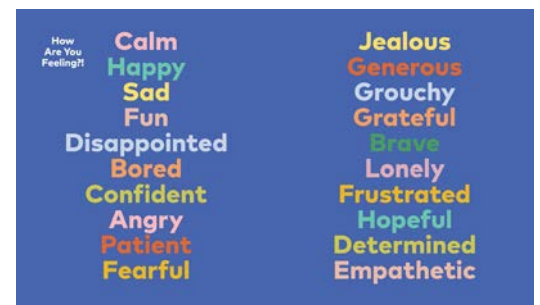 How
Are You
Feeling?!
Calm
Happy
Sad
Fun
Disappointed
Bored
Confident
Angry
Patient
Fearful
Jealous
Generous
Grouchy
Grateful
Brave
Lonely
Frustrated
Hopeful
Determined
Empathetic